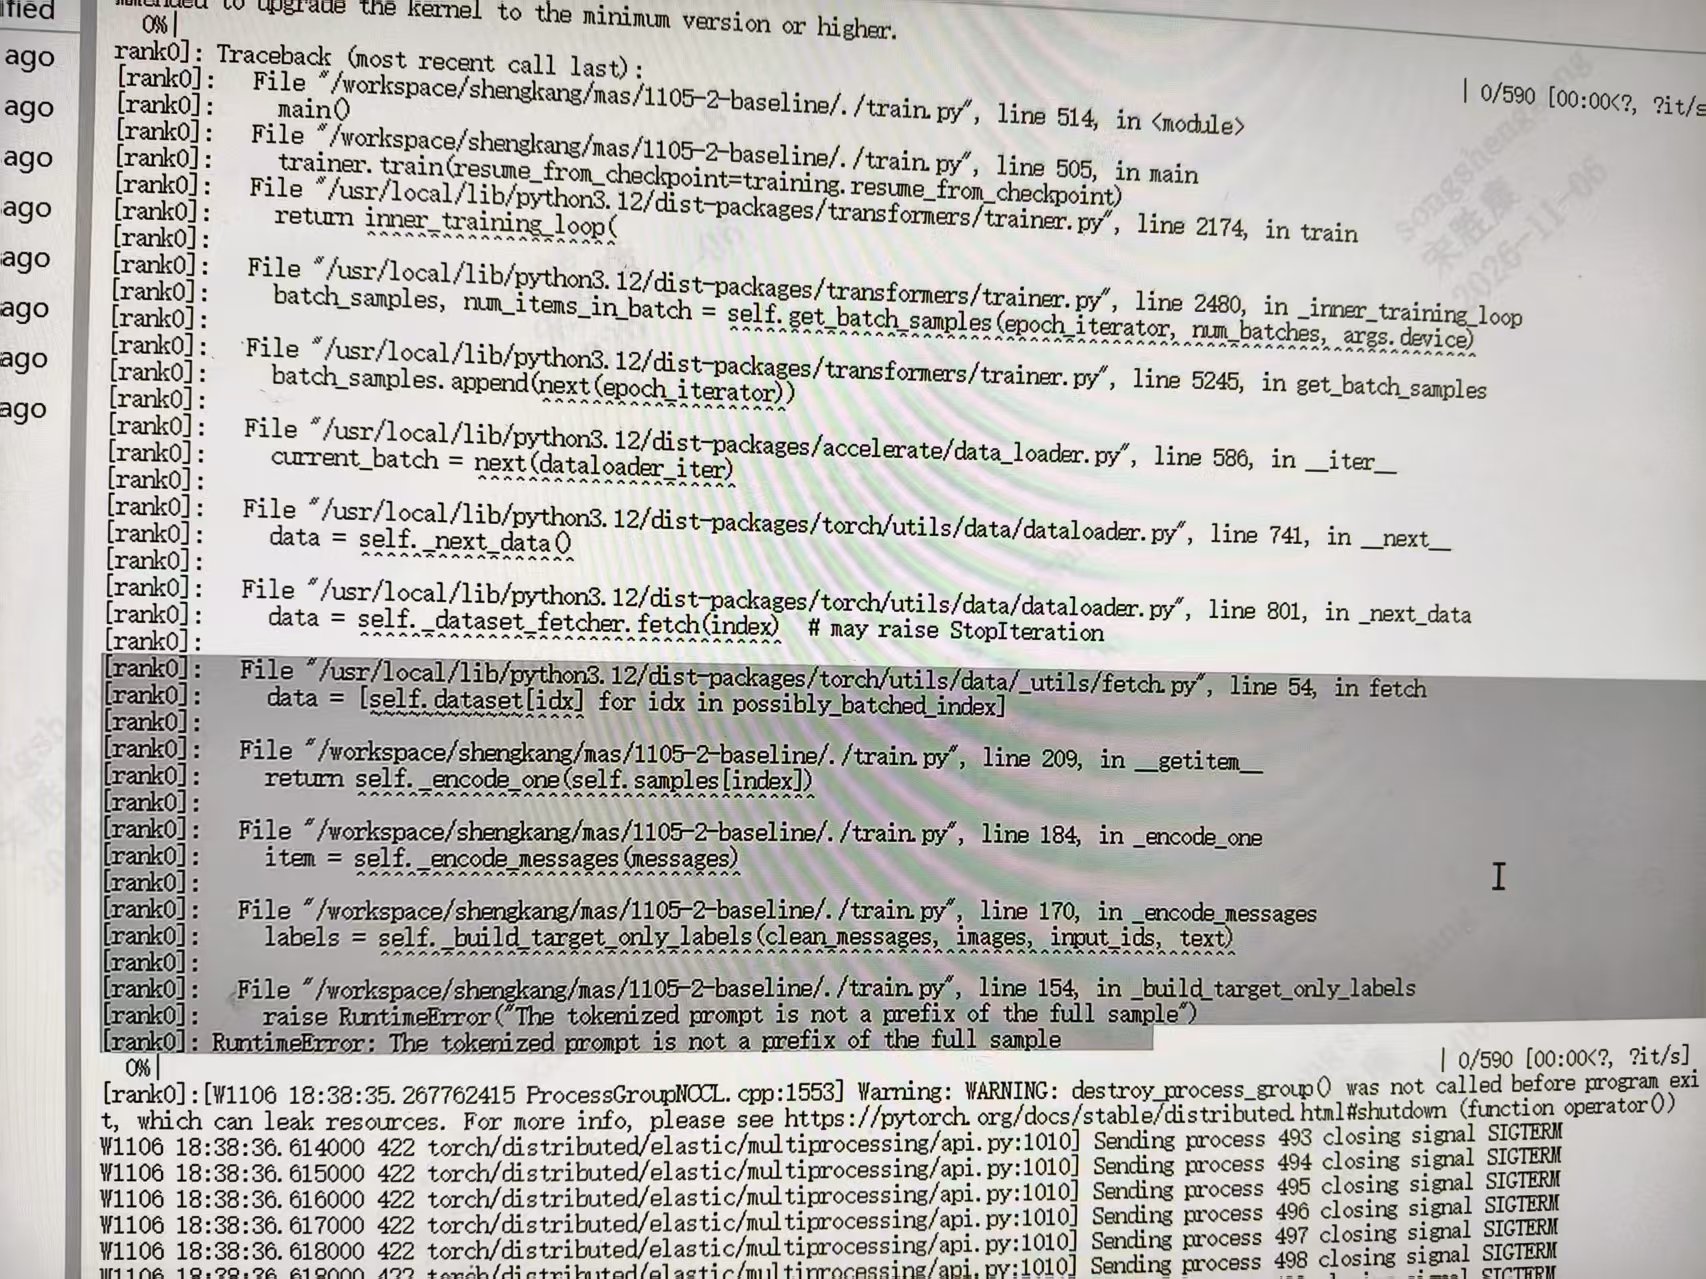 ified
ago
ago
ago
ago
ago
ago
ago
ago
to upgrade the kernel to the minimum version or higher.
0%|
rank0]: Traceback (most recent call last):
| 0/590 [00:00<?, ?it/s
[rank0]: File "/workspace/shengkang/mas/1105-2-baseline/./train.py", line 514, in <module>
[rank0]: main()
[rank0]: File "/workspace/shengkang/mas/1105-2-baseline/./train.py", line 505, in main
[rank0]: trainer.train(resume_from_checkpoint=training.resume_from_checkpoint)
[rank0]: File "/usr/local/lib/python3.12/dist-packages/transformers/trainer.py", line 2174, in train
[rank0]: return inner_training_loop(
[rank0]:
[rank0]: File "/usr/local/lib/python3.12/dist-packages/transformers/trainer.py", line 2480, in _inner_training_loop
[rank0]: batch_samples, num_items_in_batch = self.get_batch_samples(epoch_iterator, num_batches, args.device)
[rank0]:
[rank0]: File "/usr/local/lib/python3.12/dist-packages/transformers/trainer.py", line 5245, in get_batch_samples
[rank0]: batch_samples.append(next(epoch_iterator))
[rank0]:
[rank0]: File "/usr/local/lib/python3.12/dist-packages/accelerate/data_loader.py", line 586, in __iter__
[rank0]: current_batch = next(dataloader_iter)
[rank0]:
[rank0]: File "/usr/local/lib/python3.12/dist-packages/torch/utils/data/dataloader.py", line 741, in __next__
[rank0]: data = self._next_data()
[rank0]:
[rank0]: File "/usr/local/lib/python3.12/dist-packages/torch/utils/data/dataloader.py", line 801, in _next_data
[rank0]: data = self._dataset_fetcher.fetch(index) # may raise StopIteration
[rank0]:
[rank0]: File "/usr/local/lib/python3.12/dist-packages/torch/utils/data/_utils/fetch.py", line 54, in fetch
[rank0]: data = [self.dataset[idx] for idx in possibly_batched_index]
[rank0]:
[rank0]: File "/workspace/shengkang/mas/1105-2-baseline/./train.py", line 209, in __getitem__
[rank0]: return self._encode_one(self.samples[index])
[rank0]:
[rank0]: File "/workspace/shengkang/mas/1105-2-baseline/./train.py", line 184, in _encode_one
[rank0]: item = self._encode_messages(messages)
[rank0]:
[rank0]: File "/workspace/shengkang/mas/1105-2-baseline/./train.py", line 170, in _encode_messages
[rank0]: labels = self._build_target_only_labels(clean_messages, images, input_ids, text)
[rank0]:
[rank0]: File "/workspace/shengkang/mas/1105-2-baseline/./train.py", line 154, in _build_target_only_labels
[rank0]: raise RuntimeError("The tokenized prompt is not a prefix of the full sample")
[rank0]: RuntimeError: The tokenized prompt is not a prefix of the full sample
0%| | 0/590 [00:00<?, ?it/s]
[rank0]:[W1106 18:38:35.267762415 ProcessGroupNCCL.cpp:1553] Warning: WARNING: destroy_process_group() was not called before program exi
t, which can leak resources. For more info, please see https://pytorch.org/docs/stable/distributed.html#shutdown (function operator())
W1106 18:38:36.614000 422 torch/distributed/elastic/multiprocessing/api.py:1010] Sending process 493 closing signal SIGTERM
W1106 18:38:36.615000 422 torch/distributed/elastic/multiprocessing/api.py:1010] Sending process 494 closing signal SIGTERM
W1106 18:38:36.616000 422 torch/distributed/elastic/multiprocessing/api.py:1010] Sending process 495 closing signal SIGTERM
W1106 18:38:36.617000 422 torch/distributed/elastic/multiprocessing/api.py:1010] Sending process 496 closing signal SIGTERM
W1106 18:38:36.618000 422 torch/distributed/elastic/multiprocessing/api.py:1010] Sending process 497 closing signal SIGTERM
W1106 18:38:36.618000 422 torch/distributed/elastic/multiprocessing/api.py:1010] Sending process 498 closing signal SIGTERM
SIGTERM
宋胜康
2026-11-06